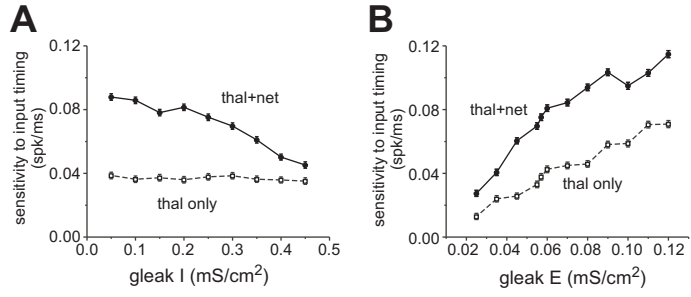 A
sensitivity to input timing
(spk/ms)
0.12
0.08
0.04
0.00
thal+net
thal only
0.0 0.1 0.2 0.3 0.4 0.5
gleak I (mS/cm²)
B
sensitivity to input timing
(spk/ms)
0.12
0.08
0.04
0.00
thal+net
thal only
0.02 0.04 0.06 0.08 0.10 0.12
gleak E (mS/cm²)